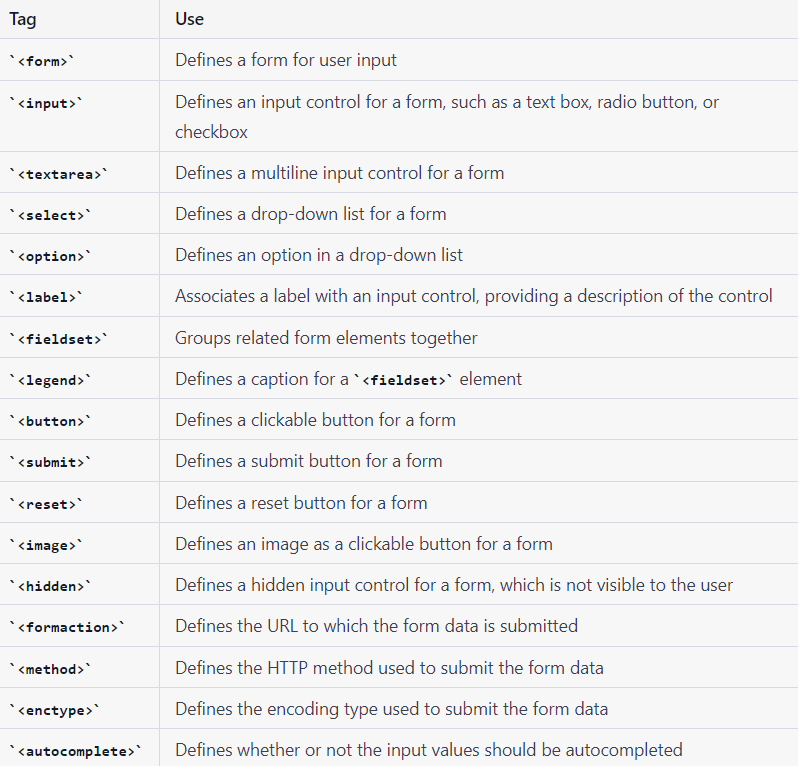 Tag Use
`<form>` Defines a form for user input
`<input>` Defines an input control for a form, such as a text box, radio button, or
checkbox
`<textarea>` Defines a multiline input control for a form
`<select>` Defines a drop-down list for a form
`<option>` Defines an option in a drop-down list
`<label>` Associates a label with an input control, providing a description of the control
`<fieldset>` Groups related form elements together
`<legend>` Defines a caption for a `<fieldset>` element
`<button>` Defines a clickable button for a form
`<submit>` Defines a submit button for a form
`<reset>` Defines a reset button for a form
`<image>` Defines an image as a clickable button for a form
`<hidden>` Defines a hidden input control for a form, which is not visible to the user
`<formaction>` Defines the URL to which the form data is submitted
`<method>` Defines the HTTP method used to submit the form data
`<enctype>` Defines the encoding type used to submit the form data
`<autocomplete>` Defines whether or not the input values should be autocompleted